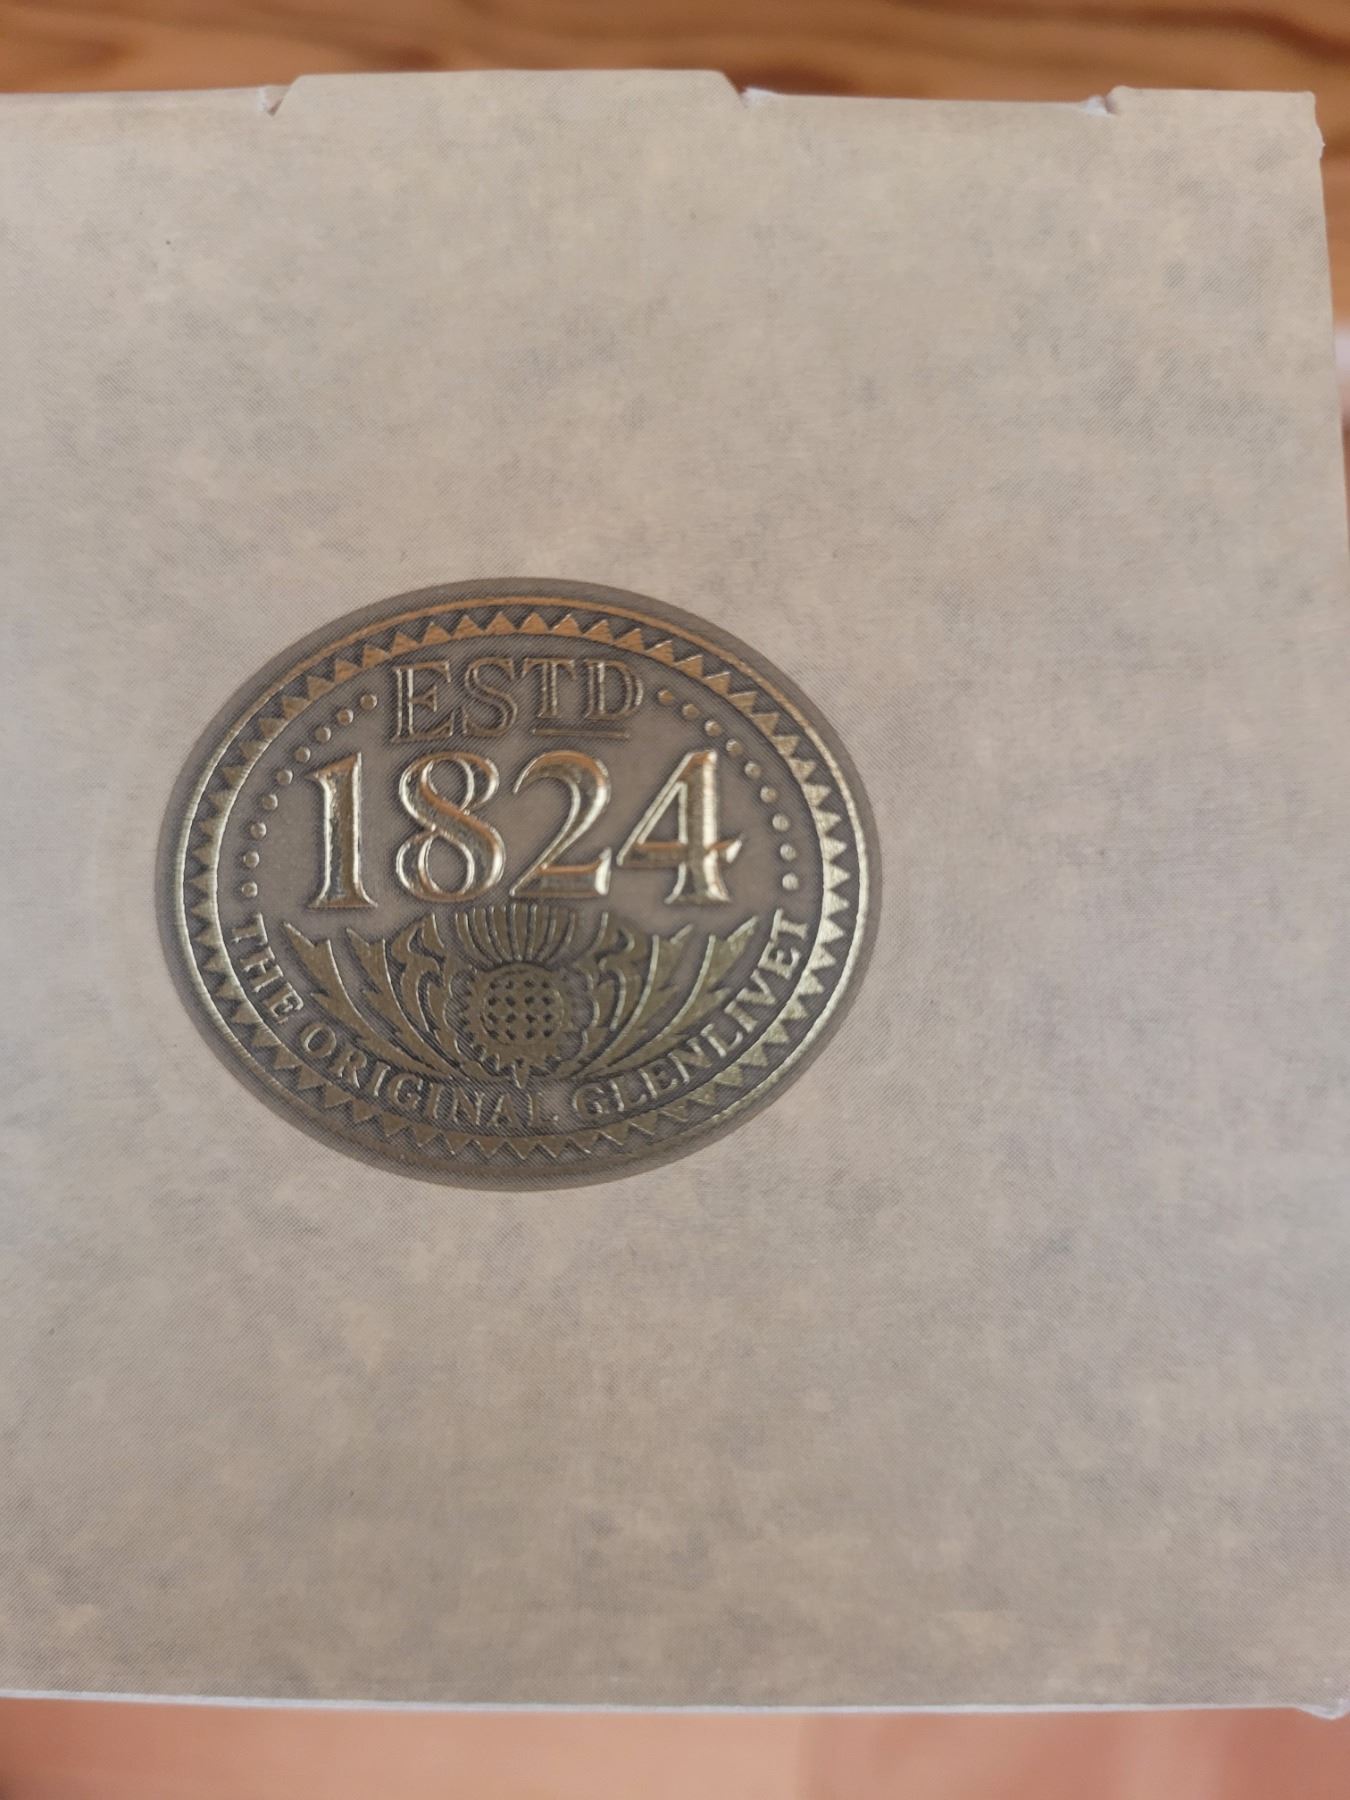 ESTD
1824
THE ORIGINAL GLENLIVET